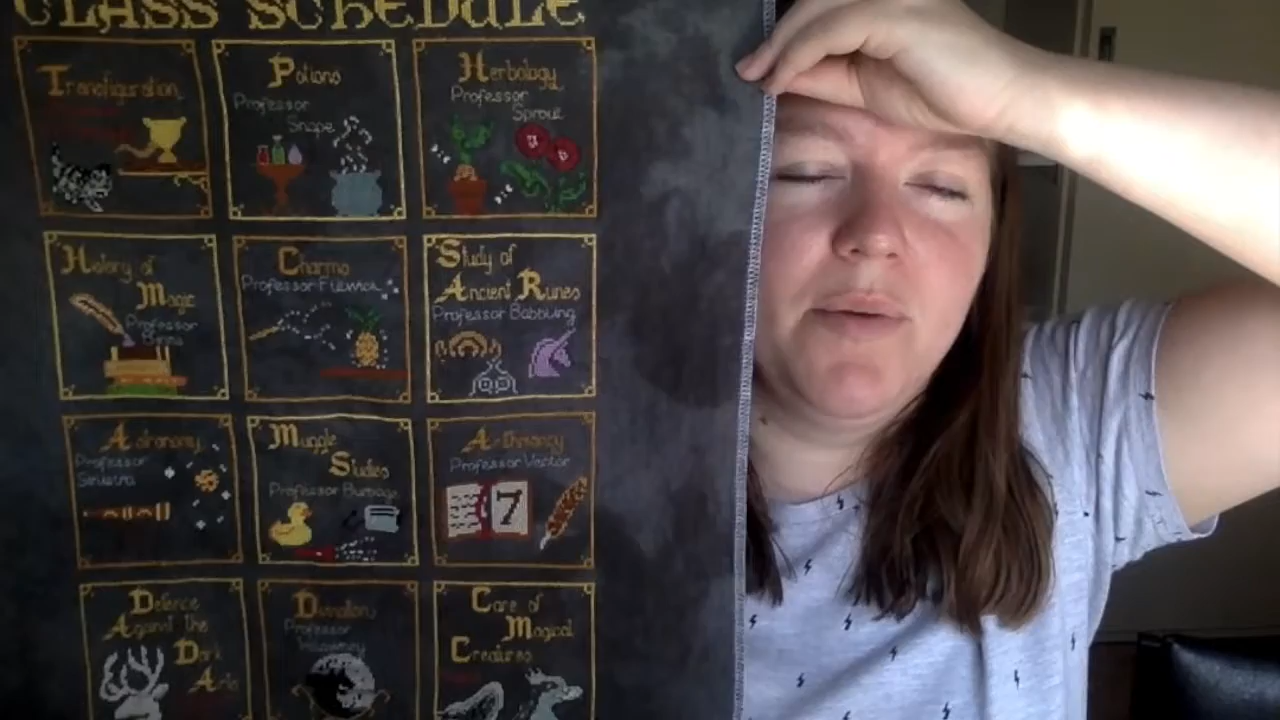 CLASS SCHEDULE
Transfiguration
Potions
Professor
Snape
Herbology
Professor
Sprout
History of
Magic
Professor
Binns
Charms
Professor Flitwick
Study of
Ancient Runes
Professor Babbling
Astronomy
Professor
Sinistra
Muggle
Studies
Professor Burbage
Arithmancy
Professor Vector
7
Defence
Against the
Dark
Arts
Divination
Professor
Trelawney
Care of
Magical
Creatures